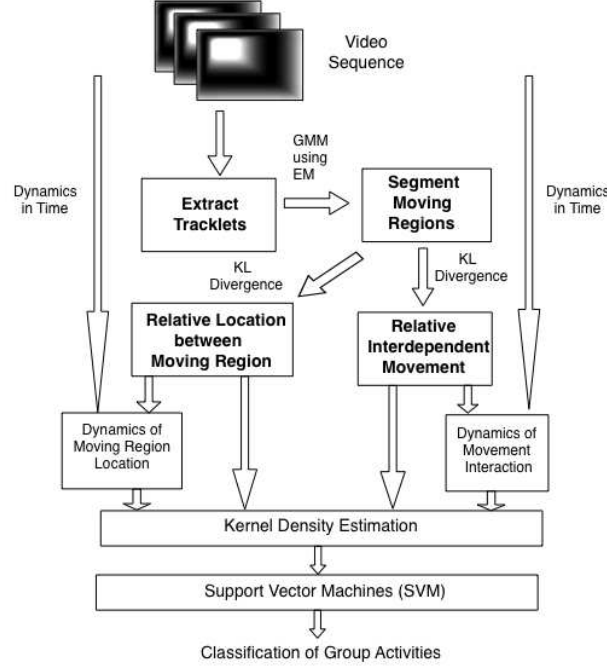 Video
Sequence
GMM
using
EM
Dynamics
in Time
Extract
Tracklets
Segment
Moving
Regions
Dynamics
in Time
KL
Divergence
KL
Divergence
Relative Location
between
Moving Region
Relative
Interdependent
Movement
Dynamics of
Moving Region
Location
Dynamics of
Movement
Interaction
Kernel Density Estimation
Support Vector Machines (SVM)
Classification of Group Activities